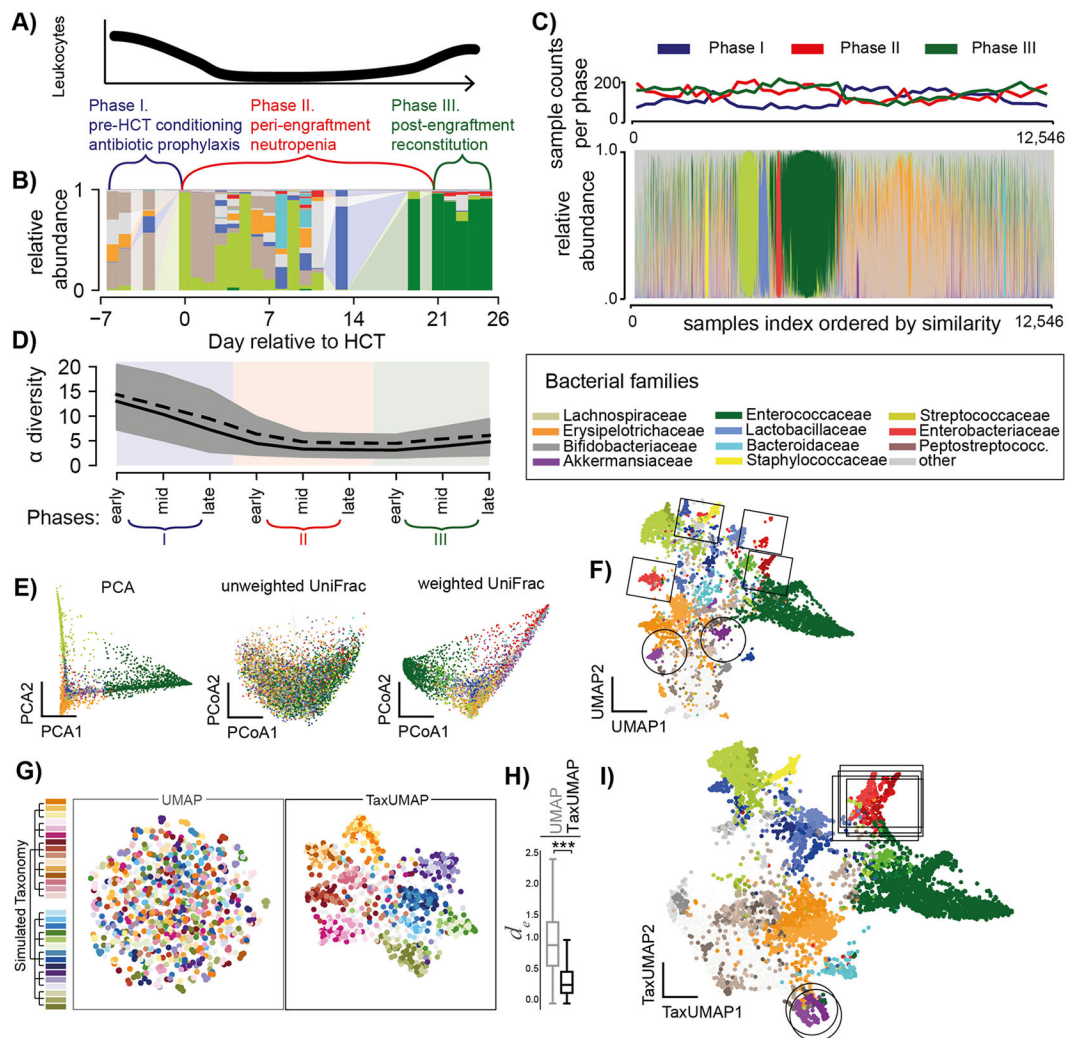 A)
Leukocytes
Phase I.
pre-HCT conditioning
antibiotic prophylaxis
Phase II.
peri-engraftment
neutropenia
Phase III.
post-engraftment
reconstitution
B)
relative
abundance
1
0
−7
0
7
14
21
26
Day relative to HCT
C)
Phase I
Phase II
Phase III
sample counts
per phase
200
0
0
12,546
relative
abundance
1.0
.0
0
samples index ordered by similarity
12,546
D)
α diversity
20
15
10
5
0
early
mid
late
early
mid
late
early
mid
late
Phases:
I
II
III
Bacterial families
Lachnospiraceae
Erysipelotrichaceae
Bifidobacteriaceae
Akkermansiaceae
Enterococcaceae
Lactobacillaceae
Bacteroidaceae
Staphylococcaceae
Streptococcaceae
Enterobacteriaceae
Peptostreptococc.
other
E)
PCA
PCA2
PCA1
unweighted UniFrac
PCoA2
PCoA1
weighted UniFrac
PCoA2
PCoA1
F)
UMAP2
UMAP1
G)
Simulated Taxonomy
UMAP
TaxUMAP
H)
UMAP
TaxUMAP
***
2.5
2.0
1.5
1.0
0.5
0.0
de
I)
TaxUMAP2
TaxUMAP1